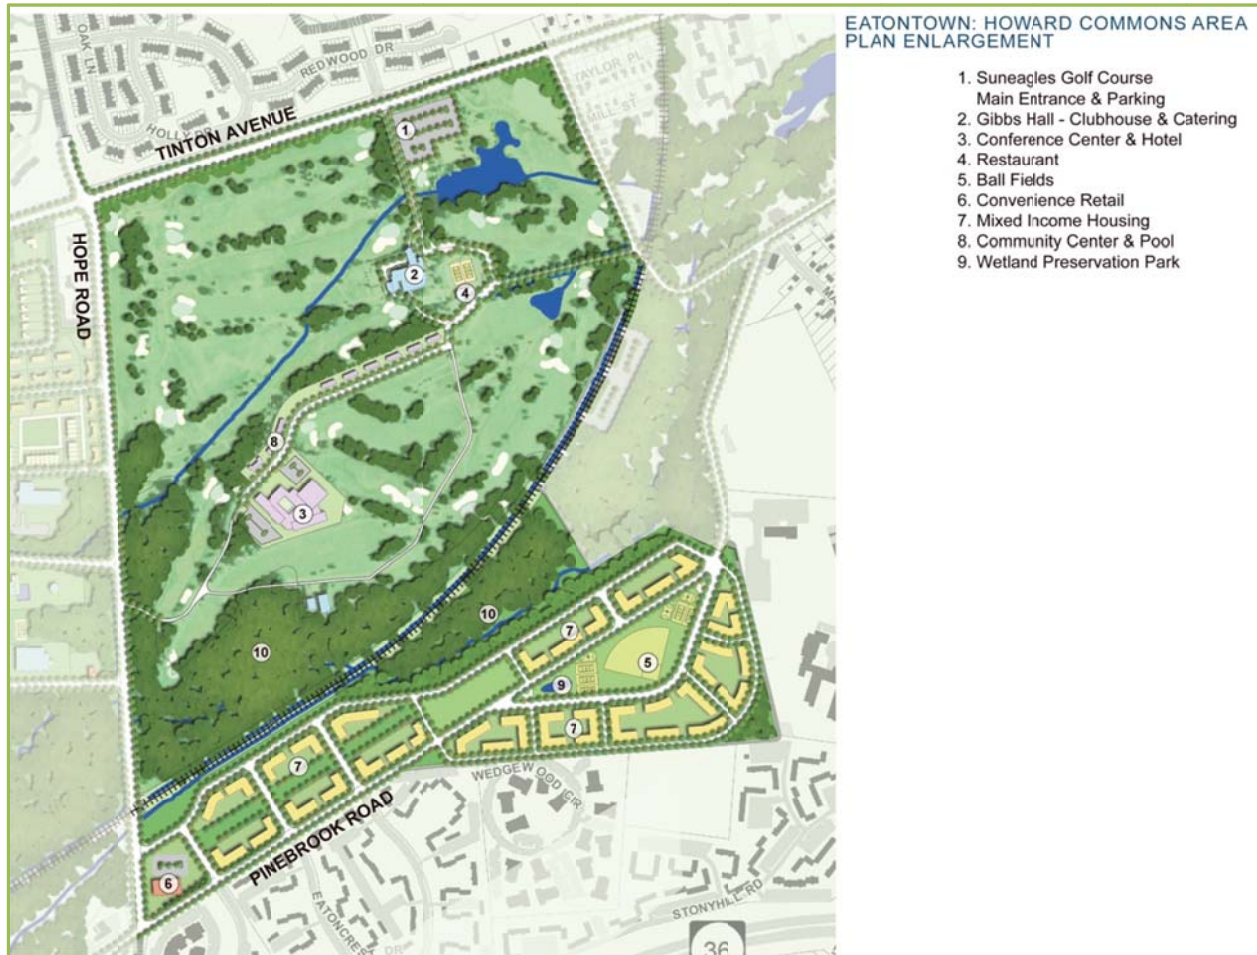 EATONTOWN: HOWARD COMMONS AREA
PLAN ENLARGEMENT
1. Suneagles Golf Course
Main Entrance & Parking
2. Gibbs Hall - Clubhouse & Catering
3. Conference Center & Hotel
4. Restaurant
5. Ball Fields
6. Convenience Retail
7. Mixed Income Housing
8. Community Center & Pool
9. Wetland Preservation Park
OAK LN
REDWOOD DR
HOLLY DR
TINTON AVENUE
TAYLOR PL
MILL ST
1
HOPE ROAD
2
4
8
3
10
10
7
5
9
7
7
WEDGEWOOD CIR
PINEBROOK ROAD
6
EATONCREST DR
STONYHILL RD
36